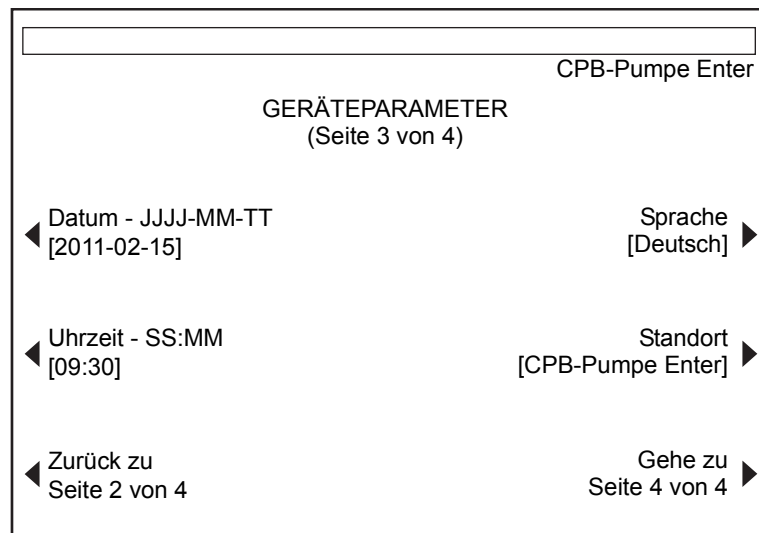 CPB-Pumpe Enter
GERÄTEPARAMETER
(Seite 3 von 4)
Datum - JJJJ-MM-TT
[2011-02-15]
Sprache
[Deutsch]
Uhrzeit - SS:MM
[09:30]
Standort
[CPB-Pumpe Enter]
Zurück zu
Seite 2 von 4
Gehe zu
Seite 4 von 4